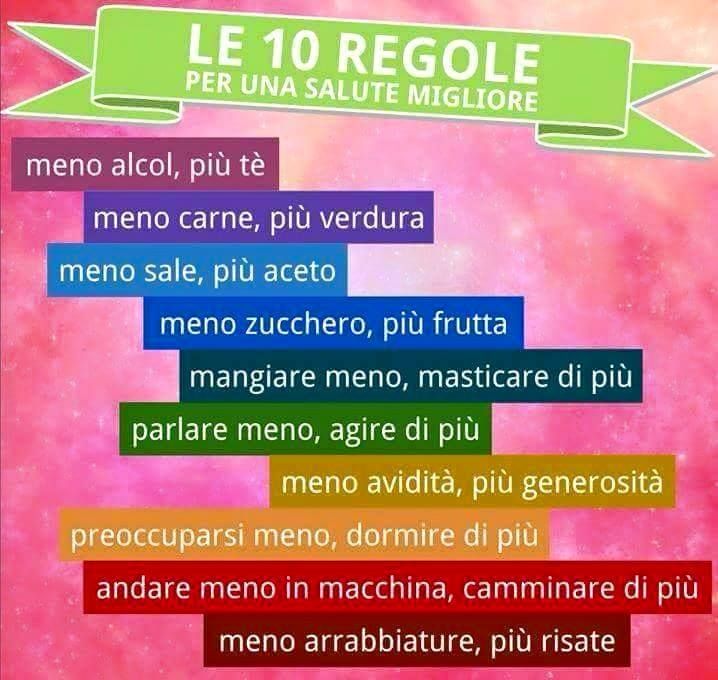 LE 10 REGOLE
PER UNA SALUTE MIGLIORE
meno alcol, più tè
meno carne, più verdura
meno sale, più aceto
meno zucchero, più frutta
mangiare meno, masticare di più
parlare meno, agire di più
meno avidità, più generosità
preoccuparsi meno, dormire di più
andare meno in macchina, camminare di più
meno arrabbiature, più risate